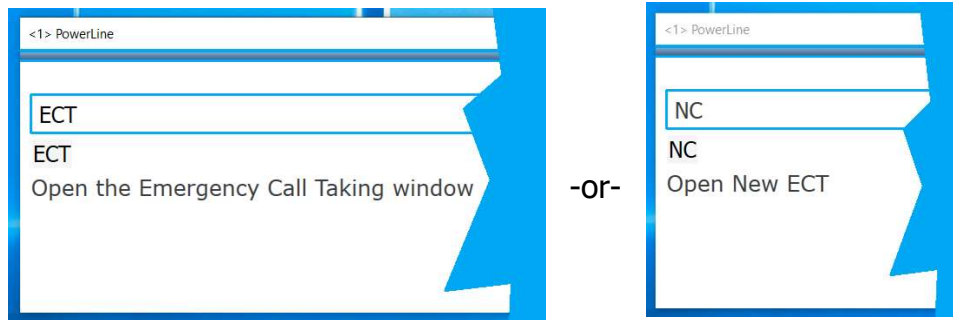 <1> PowerLine
ECT
ECT
Open the Emergency Call Taking window
-or-
<1> PowerLine
NC
NC
Open New ECT